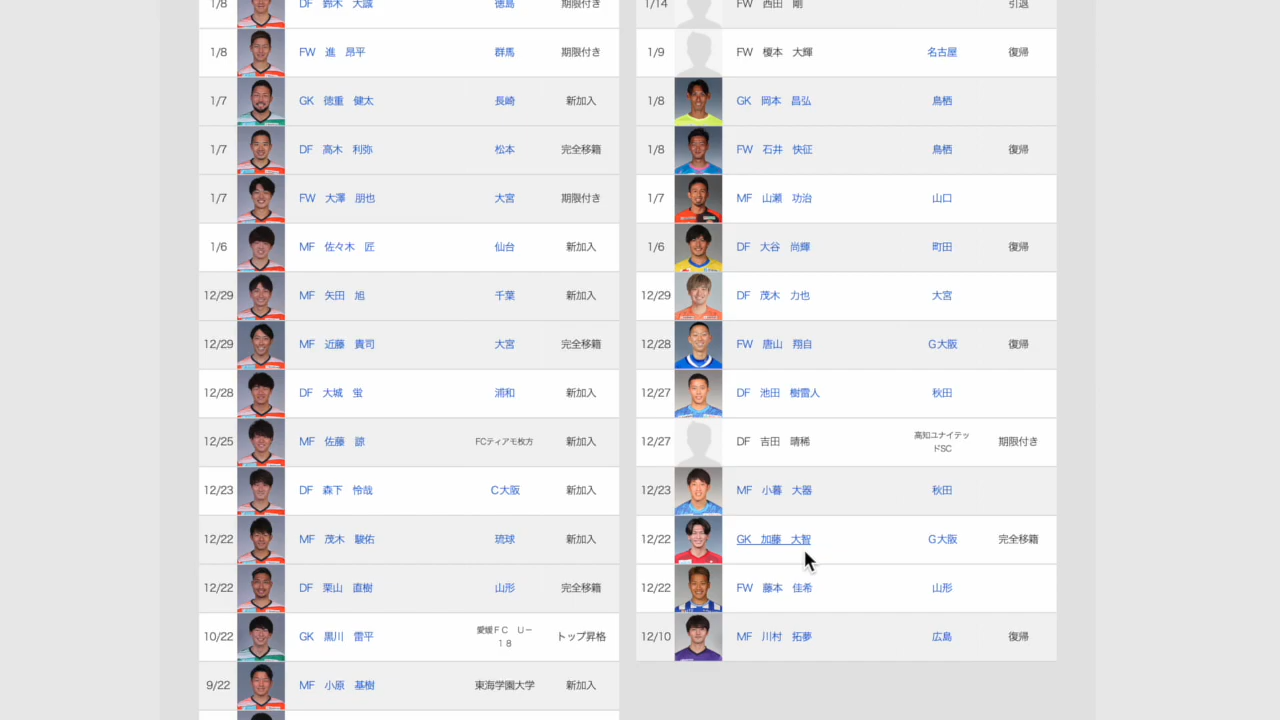 1/8 DF 鈴木 大誠 徳島 期限付き
1/8 FW 進 昂平 群馬 期限付き
1/7 GK 徳重 健太 長崎 新加入
1/7 DF 高木 利弥 松本 完全移籍
1/7 FW 大澤 朋也 大宮 期限付き
1/6 MF 佐々木 匠 仙台 新加入
12/29 MF 矢田 旭 千葉 新加入
12/29 MF 近藤 貴司 大宮 完全移籍
12/28 DF 大城 蛍 浦和 新加入
12/25 MF 佐藤 諒 FCティアモ枚方 新加入
12/23 DF 森下 怜哉 C大阪 新加入
12/22 MF 茂木 駿佑 琉球 新加入
12/22 DF 栗山 直樹 山形 完全移籍
10/22 GK 黒川 雷平 愛媛FC U-
18 トップ昇格
9/22 MF 小原 基樹 東海学園大学 新加入
1/14 FW 西田 剛 引退
1/9 FW 榎本 大輝 名古屋 復帰
1/8 GK 岡本 昌弘 鳥栖
1/8 FW 石井 快征 鳥栖 復帰
1/7 MF 山瀬 功治 山口
1/6 DF 大谷 尚輝 町田 復帰
12/29 DF 茂木 力也 大宮
12/28 FW 唐山 翔自 G大阪 復帰
12/27 DF 池田 樹雷人 秋田
12/27 DF 吉田 晴稀 高知ユナイテッ
ドSC 期限付き
12/23 MF 小暮 大器 秋田
12/22 GK 加藤 大智 G大阪 完全移籍
12/22 FW 藤本 佳希 山形
12/10 MF 川村 拓夢 広島 復帰